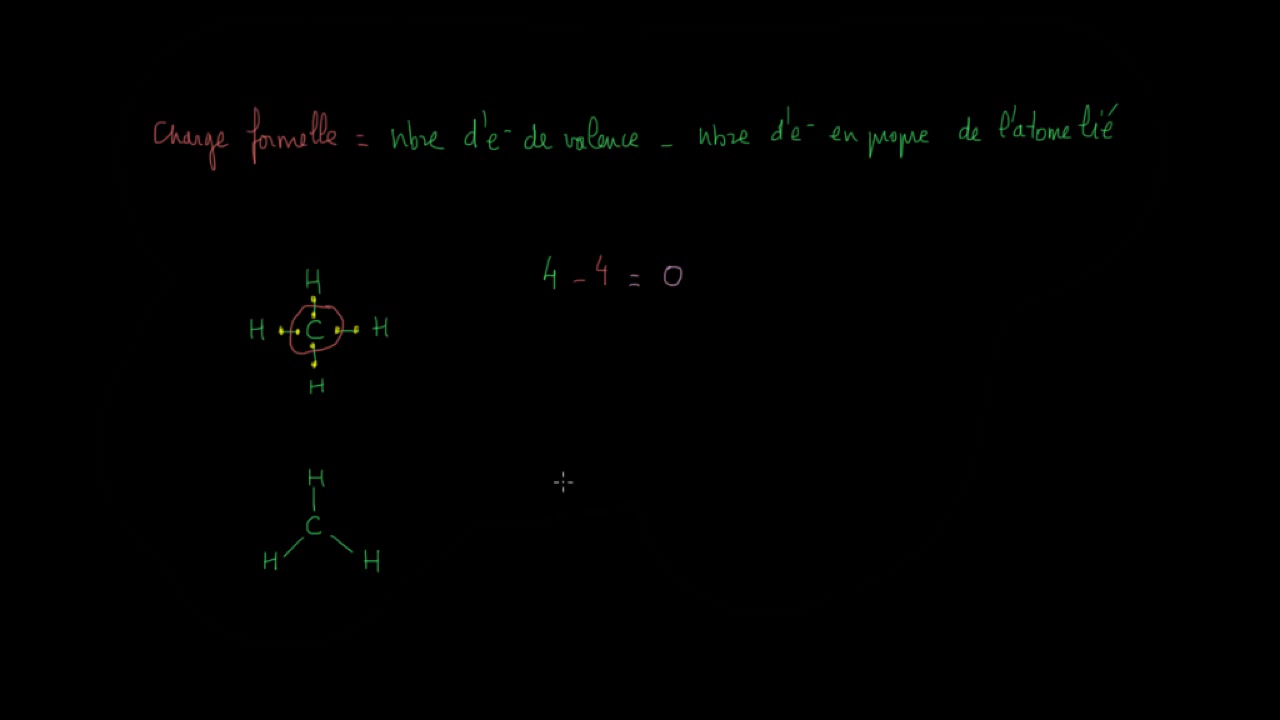 Charge formelle = nbre d'e⁻ de valence - nbre d'e⁻ en propre de l'atome lié
H
4 - 4 = 0
H C H
H
H
C
H H